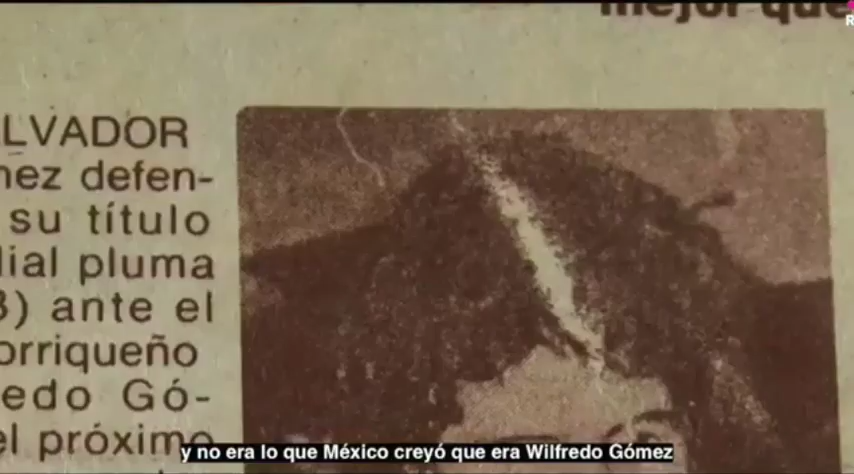 mejor que
R
LVADOR
nez defen-
su título
lial pluma
3) ante el
orriqueño
edo Gó-
el próximo
y no era lo que México creyó que era Wilfredo Gómez